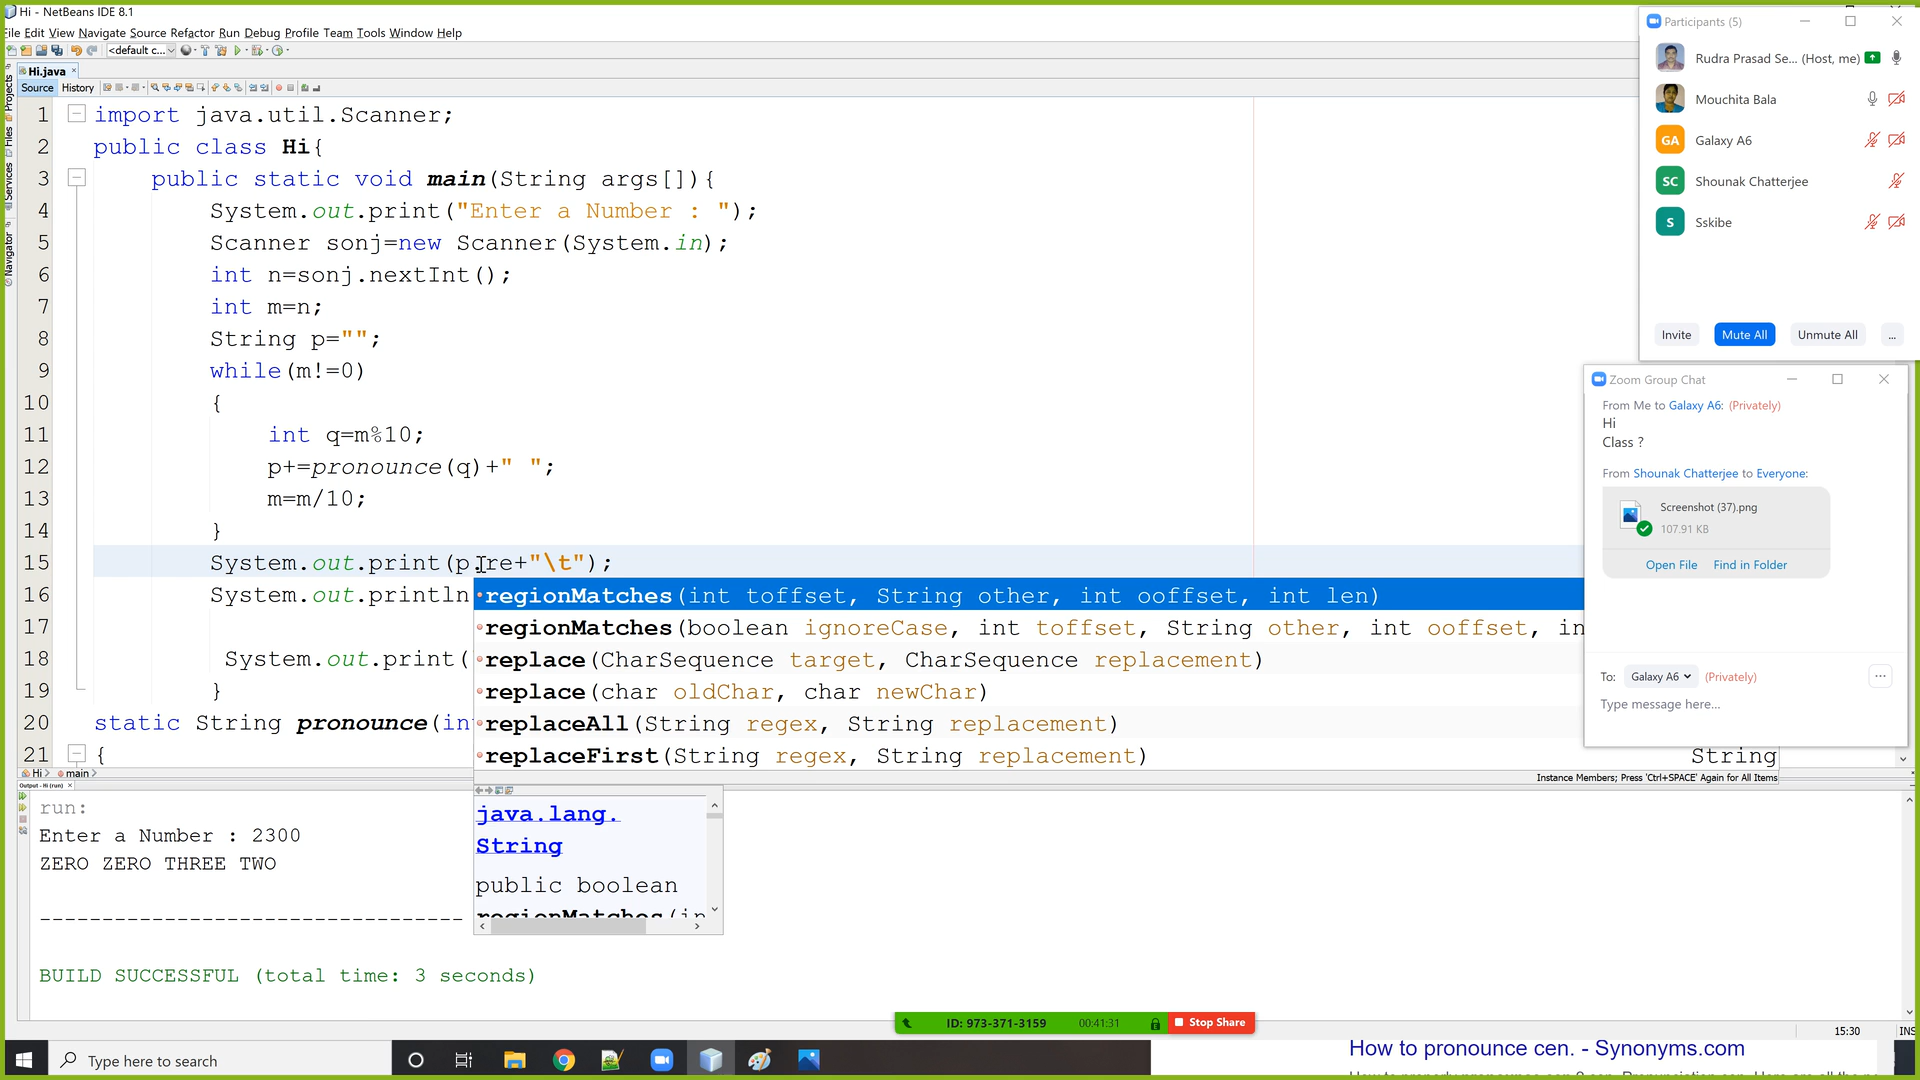 Hi - NetBeans IDE 8.1
File Edit View Navigate Source Refactor Run Debug Profile Team Tools Window Help
<default c...
Hi.java
Source History
Projects
Files
Services
Navigator
1 import java.util.Scanner;
2 public class Hi{
3 public static void main(String args[]){
4 System.out.print("Enter a Number : ");
5 Scanner sonj=new Scanner(System.in);
6 int n=sonj.nextInt();
7 int m=n;
8 String p="";
9 while(m!=0)
10 {
11 int q=m%10;
12 p+=pronounce(q)+" ";
13 m=m/10;
14 }
15 System.out.print(p.re+"\t");
16 System.out.println
17
18 System.out.print(
19 }
20 static String pronounce(in
21 {
regionMatches(int toffset, String other, int ooffset, int len)
regionMatches(boolean ignoreCase, int toffset, String other, int ooffset, in
replace(CharSequence target, CharSequence replacement)
replace(char oldChar, char newChar)
replaceAll(String regex, String replacement)
replaceFirst(String regex, String replacement) String
Instance Members; Press 'Ctrl+SPACE' Again for All Items
Hi main
java.lang.
String
public boolean
regionMatches(in
Output - Hi (run)
run:
Enter a Number : 2300
ZERO ZERO THREE TWO
BUILD SUCCESSFUL (total time: 3 seconds)
Participants (5)
Rudra Prasad Se... (Host, me)
Mouchita Bala
GA Galaxy A6
SC Shounak Chatterjee
S Sskibe
Invite Mute All Unmute All ...
Zoom Group Chat
From Me to Galaxy A6: (Privately)
Hi
Class ?
From Shounak Chatterjee to Everyone:
Screenshot (37).png
107.91 KB
Open File Find in Folder
To: Galaxy A6 (Privately) ...
Type message here...
ID: 973-371-3159 00:41:31 Stop Share
15:30 INS
Type here to search
How to pronounce cen. - Synonyms.com